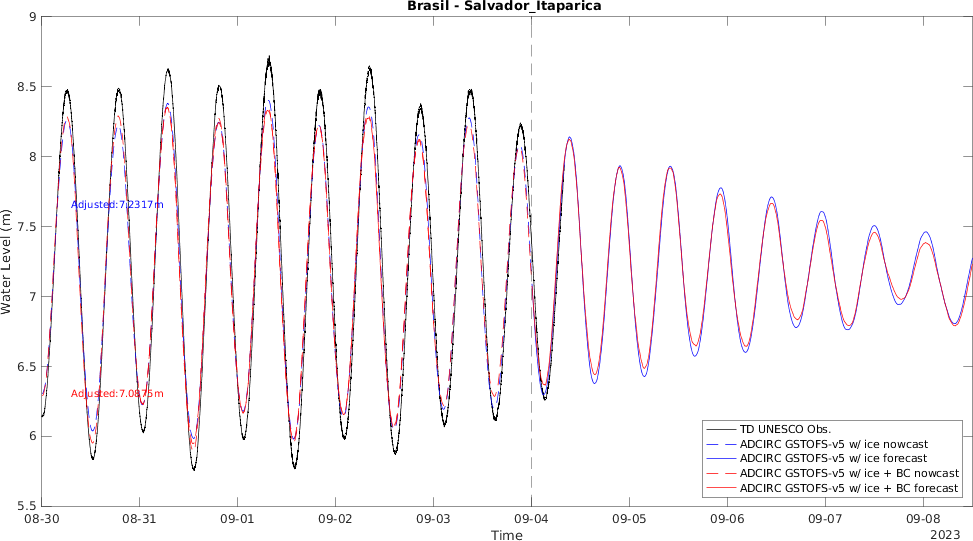 Brasil - Salvador_Itaparica
Water Level (m)
9
8.5
8
7.5
7
6.5
6
5.5
Adjusted:7.2317m
Adjusted:7.0875m
TD UNESCO Obs.
ADCIRC GSTOFS-v5 w/ ice nowcast
ADCIRC GSTOFS-v5 w/ ice forecast
ADCIRC GSTOFS-v5 w/ ice + BC nowcast
ADCIRC GSTOFS-v5 w/ ice + BC forecast
08-30 08-31 09-01 09-02 09-03 09-04 09-05 09-06 09-07 09-08
Time
2023